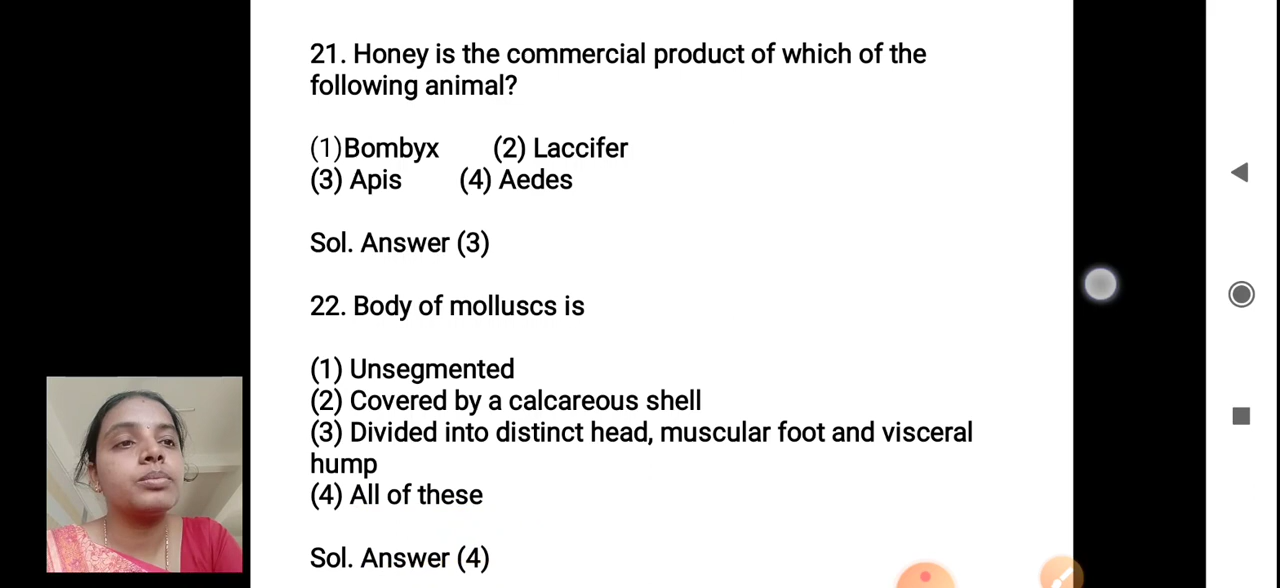 21. Honey is the commercial product of which of the
following animal?
(1)Bombyx (2) Laccifer
(3) Apis (4) Aedes
Sol. Answer (3)
22. Body of molluscs is
(1) Unsegmented
(2) Covered by a calcareous shell
(3) Divided into distinct head, muscular foot and visceral
hump
(4) All of these
Sol. Answer (4)